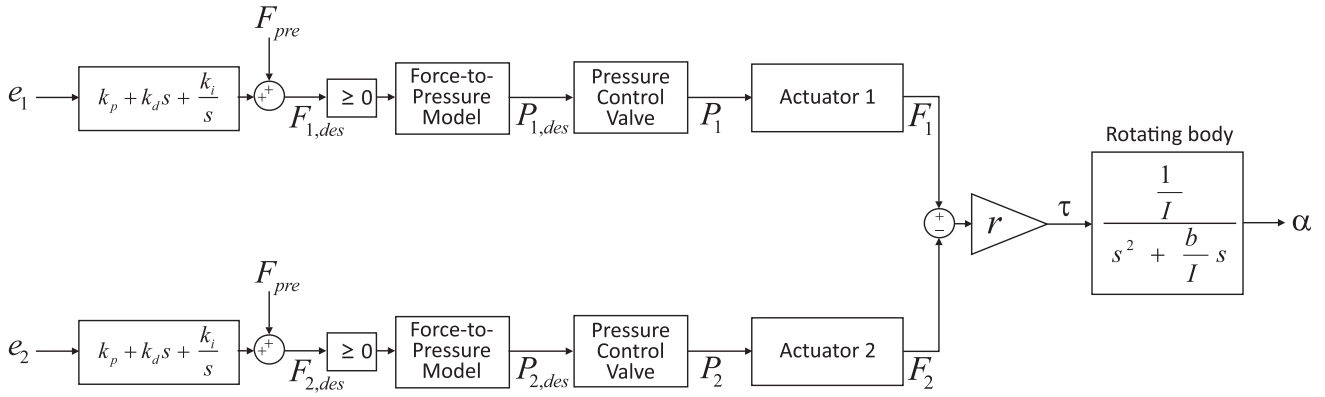 F_pre
e_1
k_p + k_d s + k_i / s
+ +
F_1,des
≥ 0
Force-to-
Pressure
Model
P_1,des
Pressure
Control
Valve
P_1
Actuator 1
F_1
Rotating body
+
−
r
τ
1 / I
s² + b / I s
α
F_pre
e_2
k_p + k_d s + k_i / s
+ +
F_2,des
≥ 0
Force-to-
Pressure
Model
P_2,des
Pressure
Control
Valve
P_2
Actuator 2
F_2